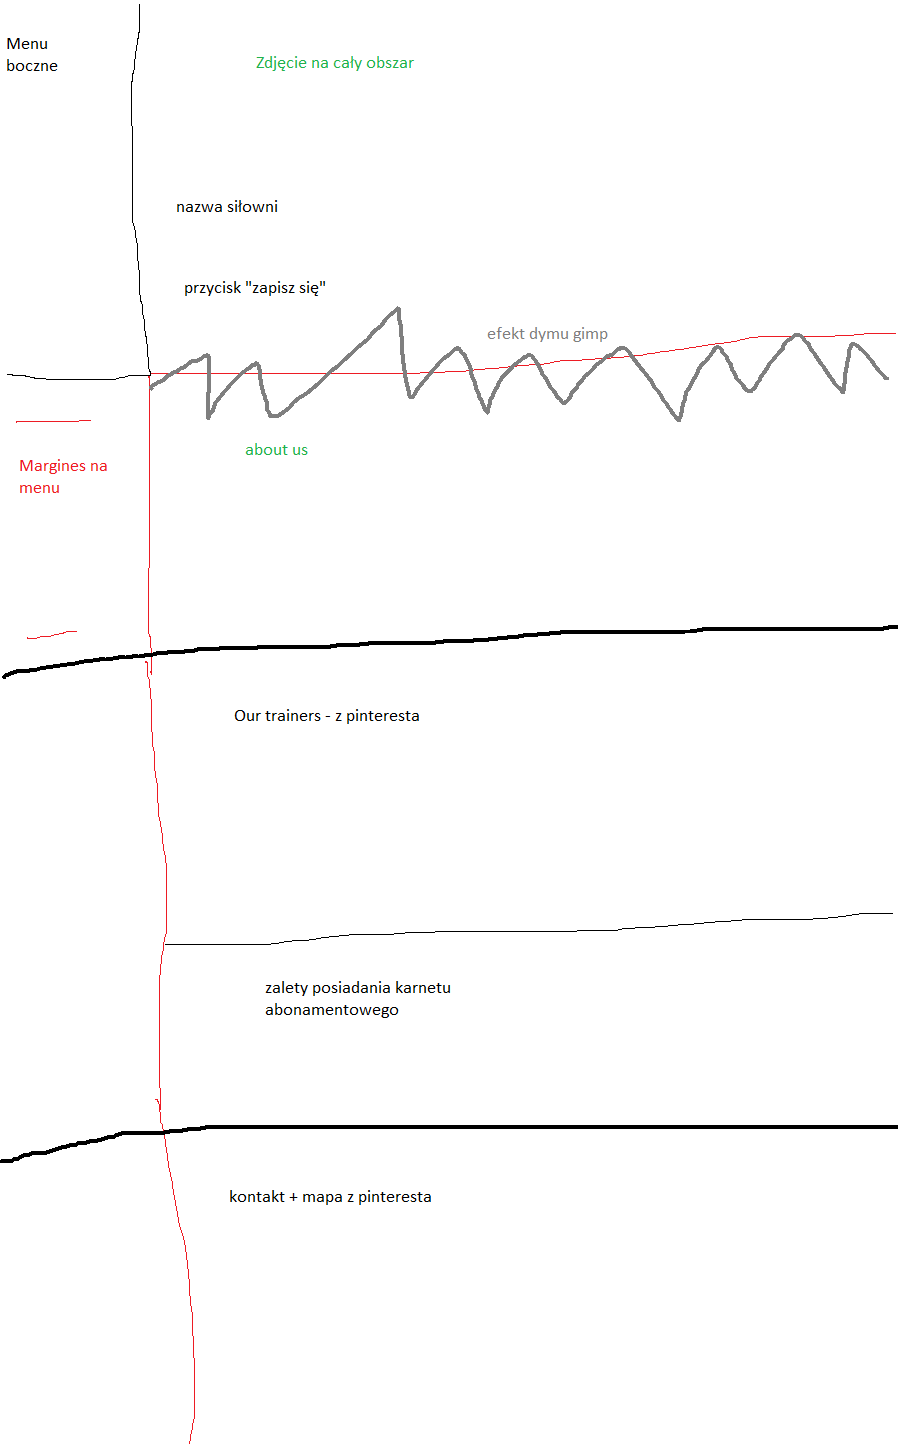 Menu
boczne
Zdjęcie na cały obszar
nazwa siłowni
przycisk "zapisz się"
efekt dymu gimp
about us
Margines na
menu
Our trainers - z pinteresta
zalety posiadania karnetu
abonamentowego
kontakt + mapa z pinteresta